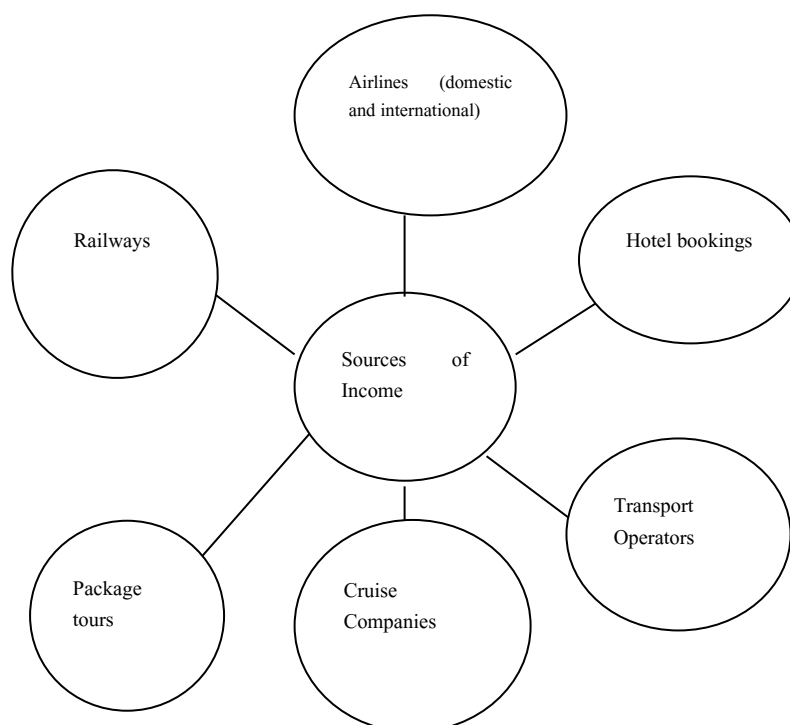 Airlines (domestic
and international)
Railways
Hotel bookings
Sources of
Income
Transport
Operators
Package
tours
Cruise
Companies